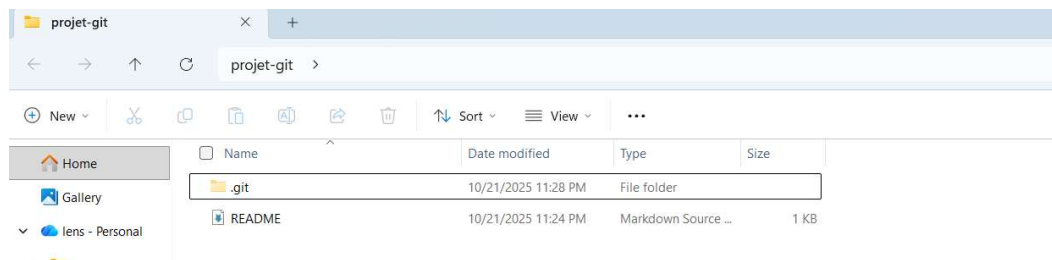 projet-git
projet-git
New Sort View
Name Date modified Type Size
Home
.git 10/21/2025 11:28 PM File folder
Gallery
README 10/21/2025 11:24 PM Markdown Source ... 1 KB
lens - Personal